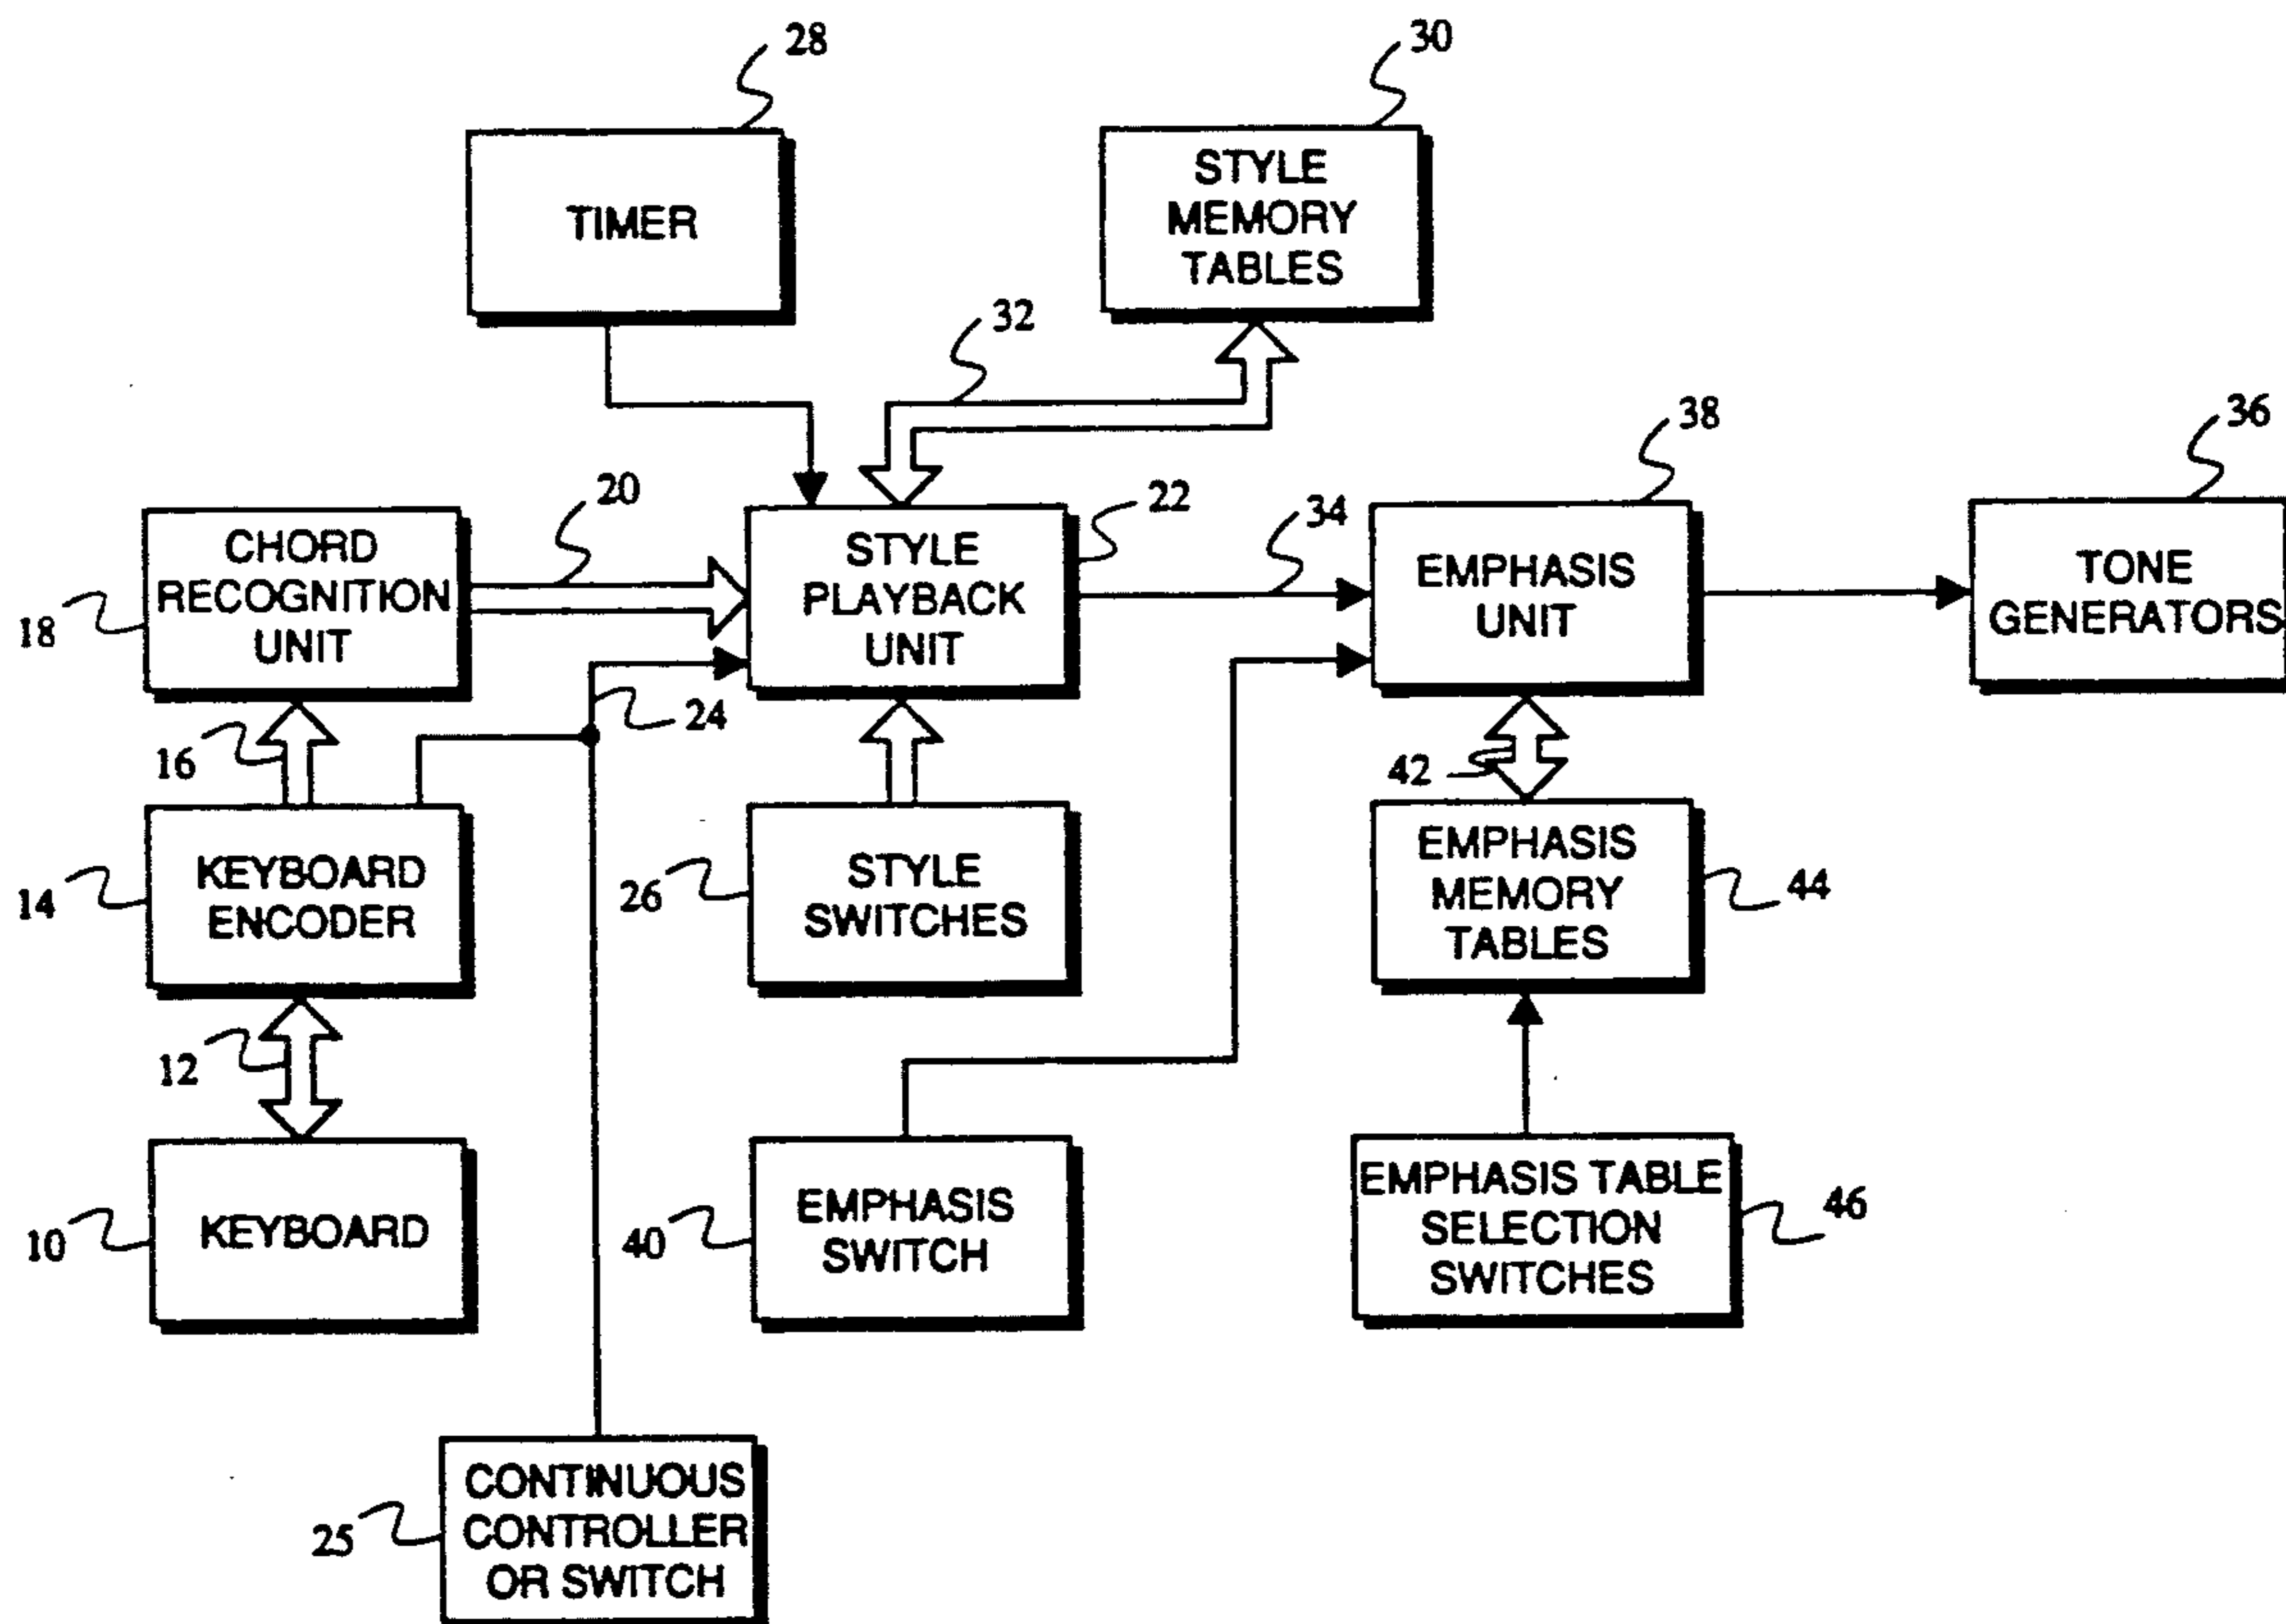 28
30
TIMER
STYLE
MEMORY
TABLES
32
38
36
20
22
34
CHORD
RECOGNITION
UNIT
18
STYLE
PLAYBACK
UNIT
EMPHASIS
UNIT
TONE
GENERATORS
16
24
42
KEYBOARD
ENCODER
14
STYLE
SWITCHES
26
EMPHASIS
MEMORY
TABLES
44
12
KEYBOARD
10
EMPHASIS
SWITCH
40
EMPHASIS TABLE
SELECTION
SWITCHES
46
CONTINUOUS
CONTROLLER
OR SWITCH
25